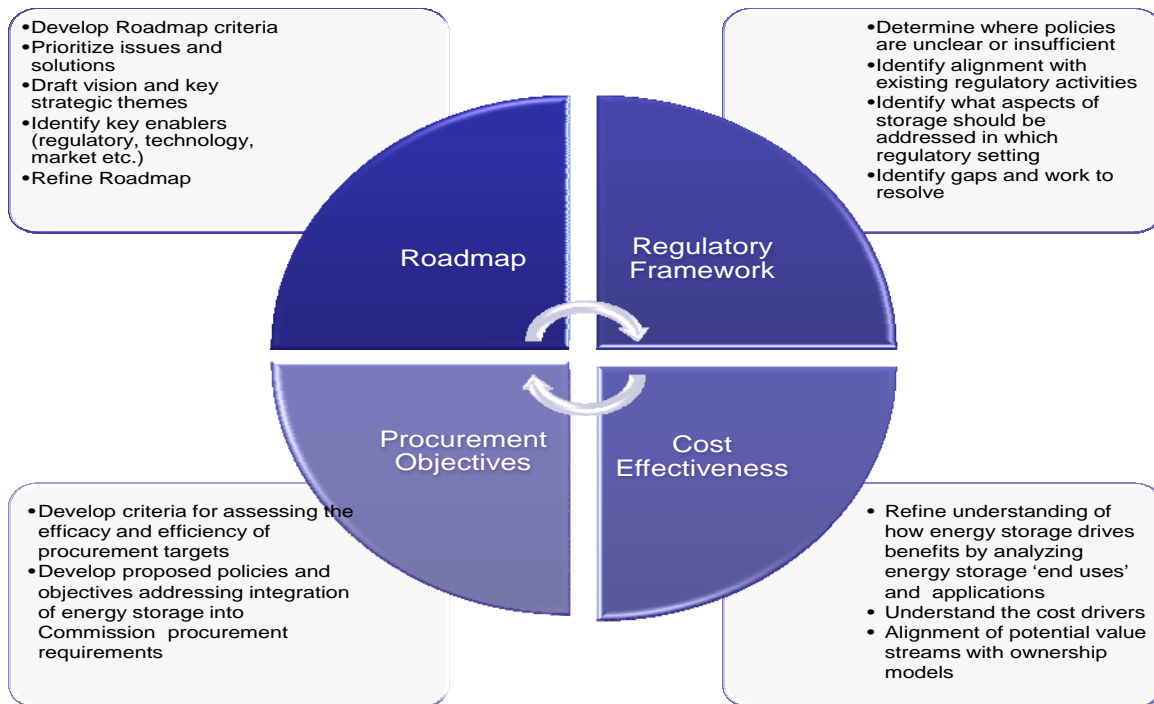 •Develop Roadmap criteria
•Prioritize issues and
solutions
•Draft vision and key
strategic themes
•Identify key enablers
(regulatory, technology,
market etc.)
•Refine Roadmap
•Determine where policies
are unclear or insufficient
•Identify alignment with
existing regulatory activities
•Identify what aspects of
storage should be
addressed in which
regulatory setting
•Identify gaps and work to
resolve
Roadmap
Regulatory
Framework
Procurement
Objectives
Cost
Effectiveness
•Develop criteria for assessing the
efficacy and efficiency of
procurement targets
•Develop proposed policies and
objectives addressing integration
of energy storage into
Commission procurement
requirements
• Refine understanding of
how energy storage drives
benefits by analyzing
energy storage ‘end uses’
and applications
• Understand the cost drivers
• Alignment of potential value
streams with ownership
models